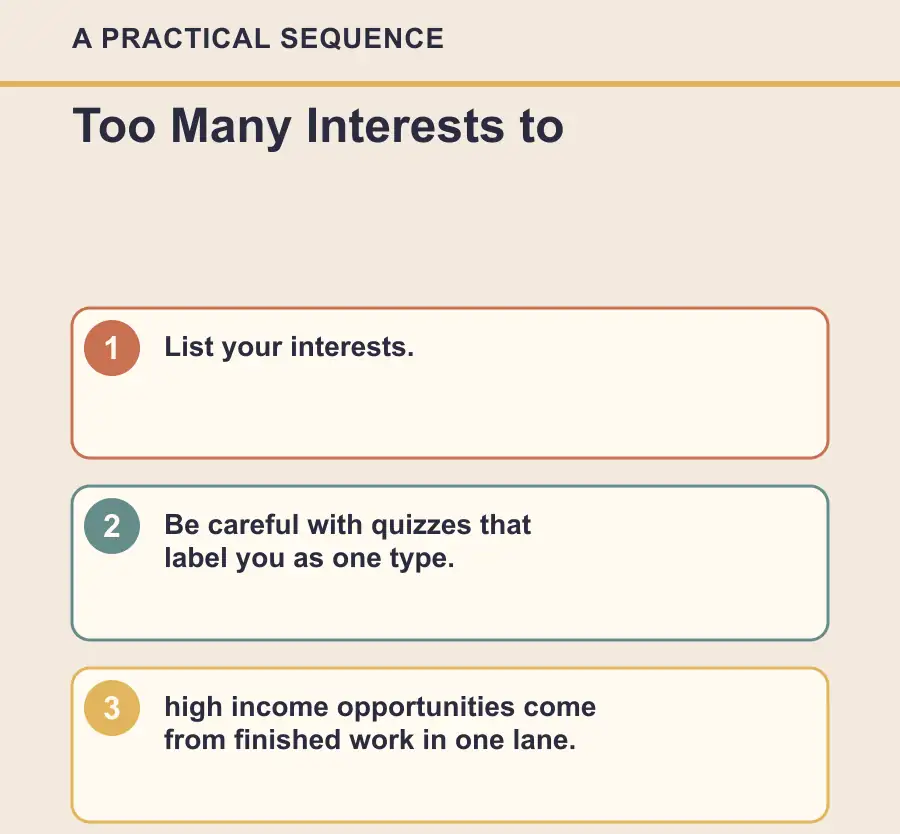 A PRACTICAL SEQUENCE
Too Many Interests to
1
List your interests.
2
Be careful with quizzes that
label you as one type.
3
high income opportunities come
from finished work in one lane.